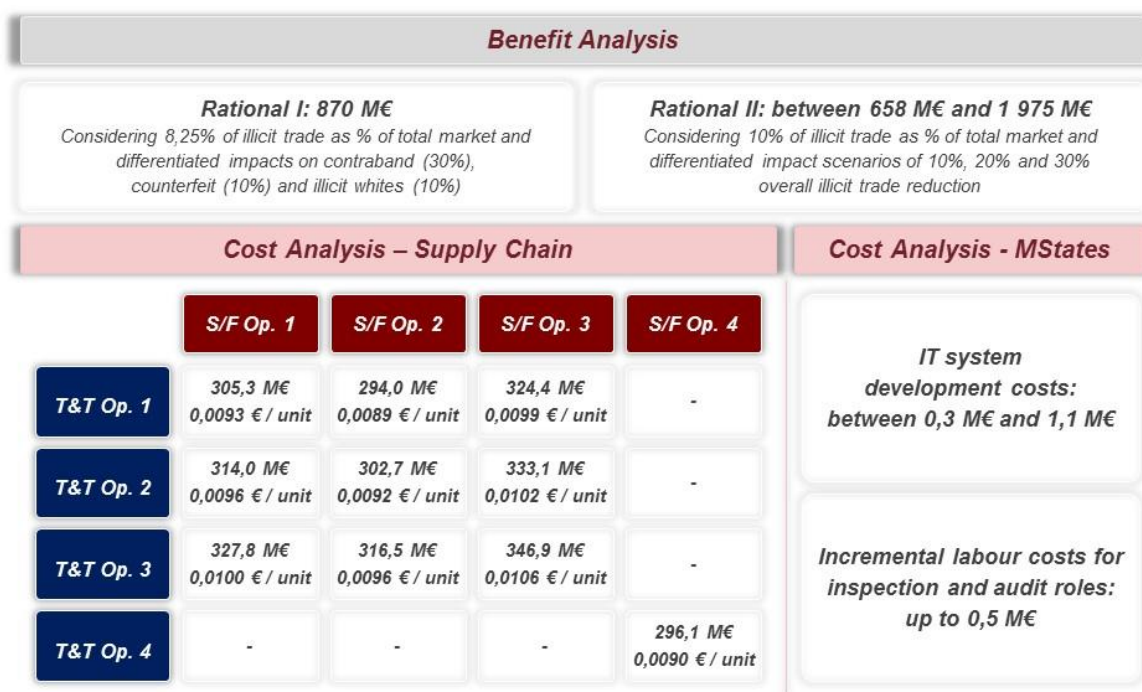 Benefit Analysis
Rational I: 870 M€
Considering 8,25% of illicit trade as % of total market and
differentiated impacts on contraband (30%),
counterfeit (10%) and illicit whites (10%)
Rational II: between 658 M€ and 1 975 M€
Considering 10% of illicit trade as % of total market and
differentiated impact scenarios of 10%, 20% and 30%
overall illicit trade reduction
Cost Analysis – Supply Chain
Cost Analysis - MStates
S/F Op. 1
S/F Op. 2
S/F Op. 3
S/F Op. 4
T&T Op. 1
305,3 M€
0,0093 € / unit
294,0 M€
0,0089 € / unit
324,4 M€
0,0099 € / unit
-
T&T Op. 2
314,0 M€
0,0096 € / unit
302,7 M€
0,0092 € / unit
333,1 M€
0,0102 € / unit
-
T&T Op. 3
327,8 M€
0,0100 € / unit
316,5 M€
0,0096 € / unit
346,9 M€
0,0106 € / unit
-
T&T Op. 4
-
-
-
296,1 M€
0,0090 € / unit
IT system
development costs:
between 0,3 M€ and 1,1 M€
Incremental labour costs for
inspection and audit roles:
up to 0,5 M€